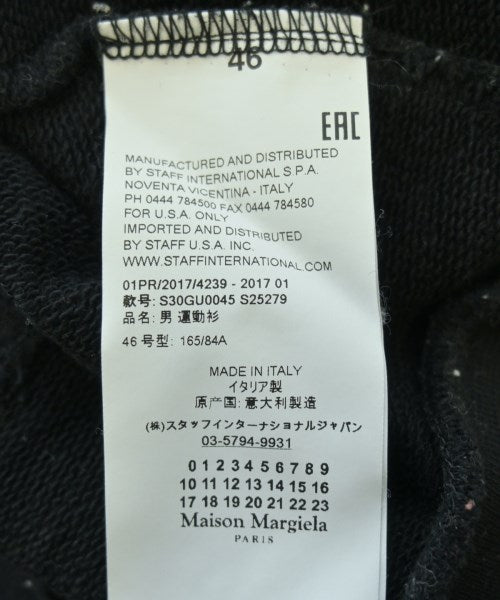 46
EAC
MANUFACTURED AND DISTRIBUTED
BY STAFF INTERNATIONAL S.P.A.
NOVENTA VICENTINA - ITALY
PH 0444 784500 FAX 0444 784580
FOR U.S.A. ONLY
IMPORTED AND DISTRIBUTED
BY STAFF U.S.A. INC.
WWW.STAFFINTERNATIONAL.COM
01PR/2017/4239 - 2017 01
款号: S30GU0045 S25279
品名: 男 運動衫
46 号型: 165/84A
MADE IN ITALY
イタリア製
原产国: 意大利製造
(株)スタッフインターナショナルジャパン
03-5794-9931
0 1 2 3 4 5 6 7 8 9
10 11 12 13 14 15 16
17 18 19 20 21 22 23
Maison Margiela
PARIS